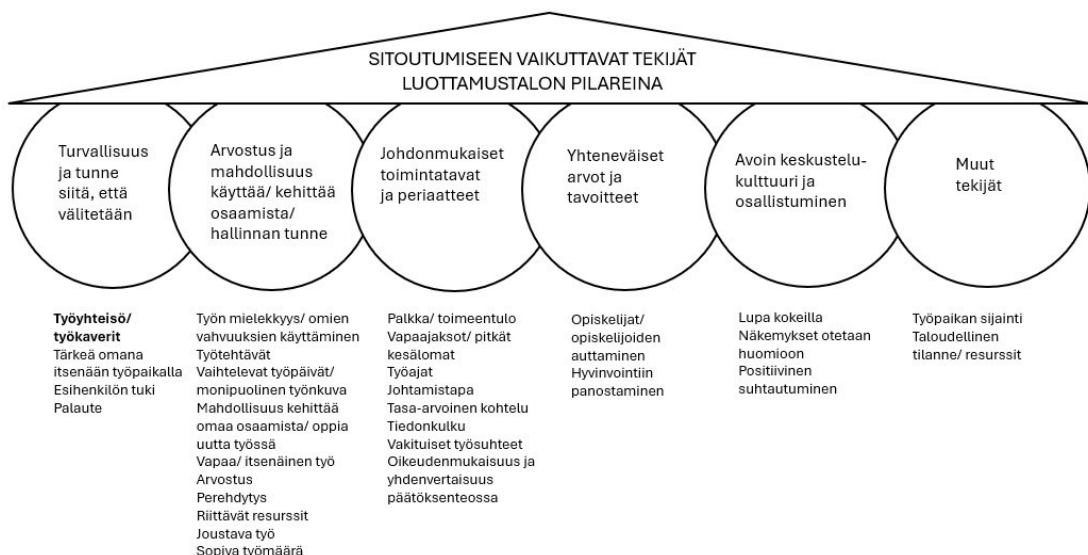 SITOUTUMISEEN VAIKUTTAVAT TEKIJÄT
LUOTTAMUSTALON PILAREINA
Turvallisuus
ja tunne
siitä, että
välitetään
Arvostus ja
mahdollisuus
käyttää/ kehittää
osaamista/
hallinnan tunne
Johdonmukaiset
toimintatavat
ja periaatteet
Yhteneväiset
arvot ja
tavoitteet
Avoin keskustelu-
kulttuuri ja
osallistuminen
Muut
tekijät
Työyhteisö/
työkaverit
Tärkeä omana
itsenään työpaikalla
Esihenkilön tuki
Palaute
Työn mielekkyys/ omien
vahvuuksien käyttäminen
Työtehtävät
Vaihtelevat työpäivät/
monipuolinen työnkuva
Mahdollisuus kehittää
omaa osaamista/ oppia
uutta työssä
Vapaa/ itsenäinen työ
Arvostus
Perehdytys
Riittävät resurssit
Joustava työ
Sopiva työmäärä
Palkka/ toimeentulo
Vapaajaksot/ pitkät
kesälomat
Työajat
Johtamistapa
Tasa-arvoinen kohtelu
Tiedonkulku
Vakituiset työsuhteet
Oikeudenmukaisuus ja
yhdenvertaisuus
päätöksenteossa
Opiskelijat/
opiskelijoiden
auttaminen
Hyvinvointiin
panostaminen
Lupa kokeilla
Näkemykset otetaan
huomioon
Positiivinen
suhtautuminen
Työpaikan sijainti
Taloudellinen
tilanne/ resurssit